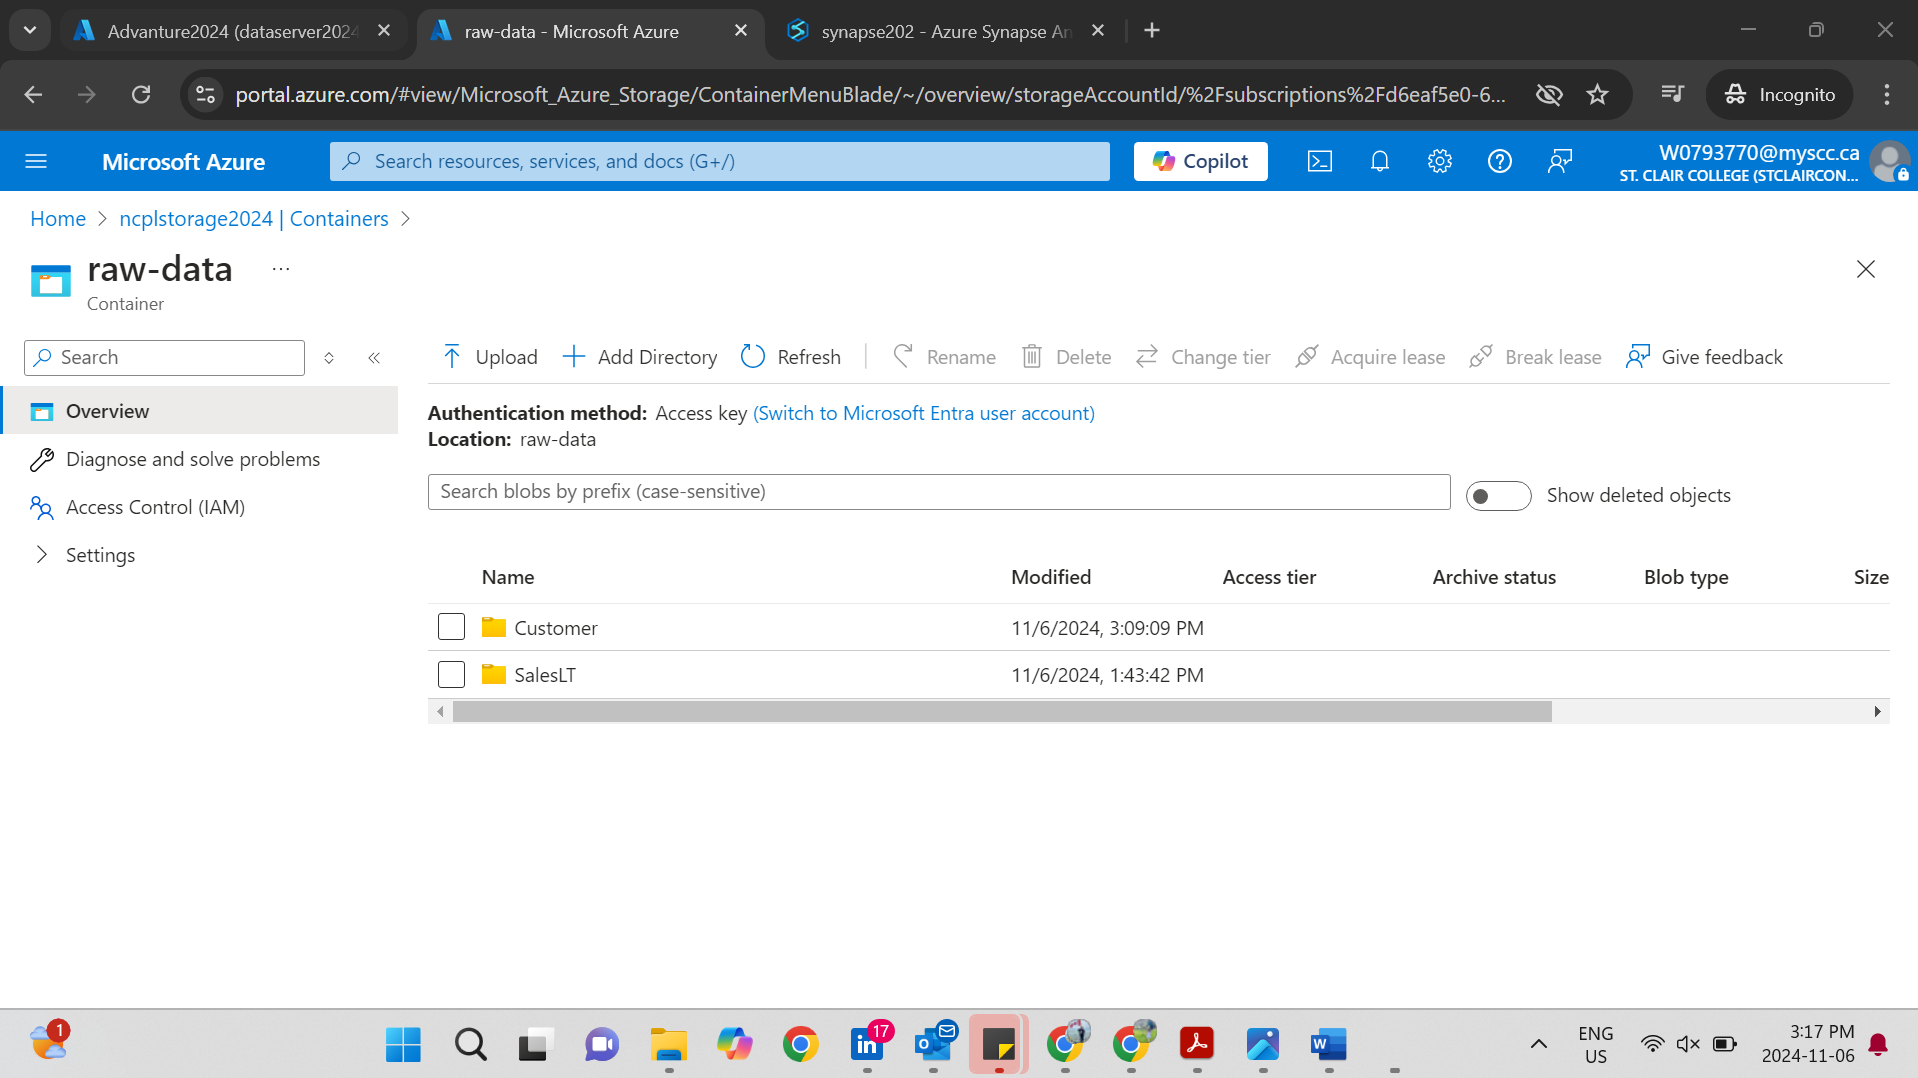 Advanture2024 (dataserver2024
raw-data - Microsoft Azure
synapse202 - Azure Synapse An
portal.azure.com/#view/Microsoft_Azure_Storage/ContainerMenuBlade/~/overview/storageAccountId/%2Fsubscriptions%2Fd6eaf5e0-6...
Incognito
Microsoft Azure
Search resources, services, and docs (G+/)
Copilot
W0793770@myscc.ca
ST. CLAIR COLLEGE (STCLAIRCON...
Home > ncplstorage2024 | Containers >
raw-data ...
Container
Search
Upload
Add Directory
Refresh
Rename
Delete
Change tier
Acquire lease
Break lease
Give feedback
Overview
Diagnose and solve problems
Access Control (IAM)
Settings
Authentication method: Access key (Switch to Microsoft Entra user account)
Location: raw-data
Search blobs by prefix (case-sensitive)
Show deleted objects
Name Modified Access tier Archive status Blob type Size
Customer 11/6/2024, 3:09:09 PM
SalesLT 11/6/2024, 1:43:42 PM
1
17
ENG
US
3:17 PM
2024-11-06